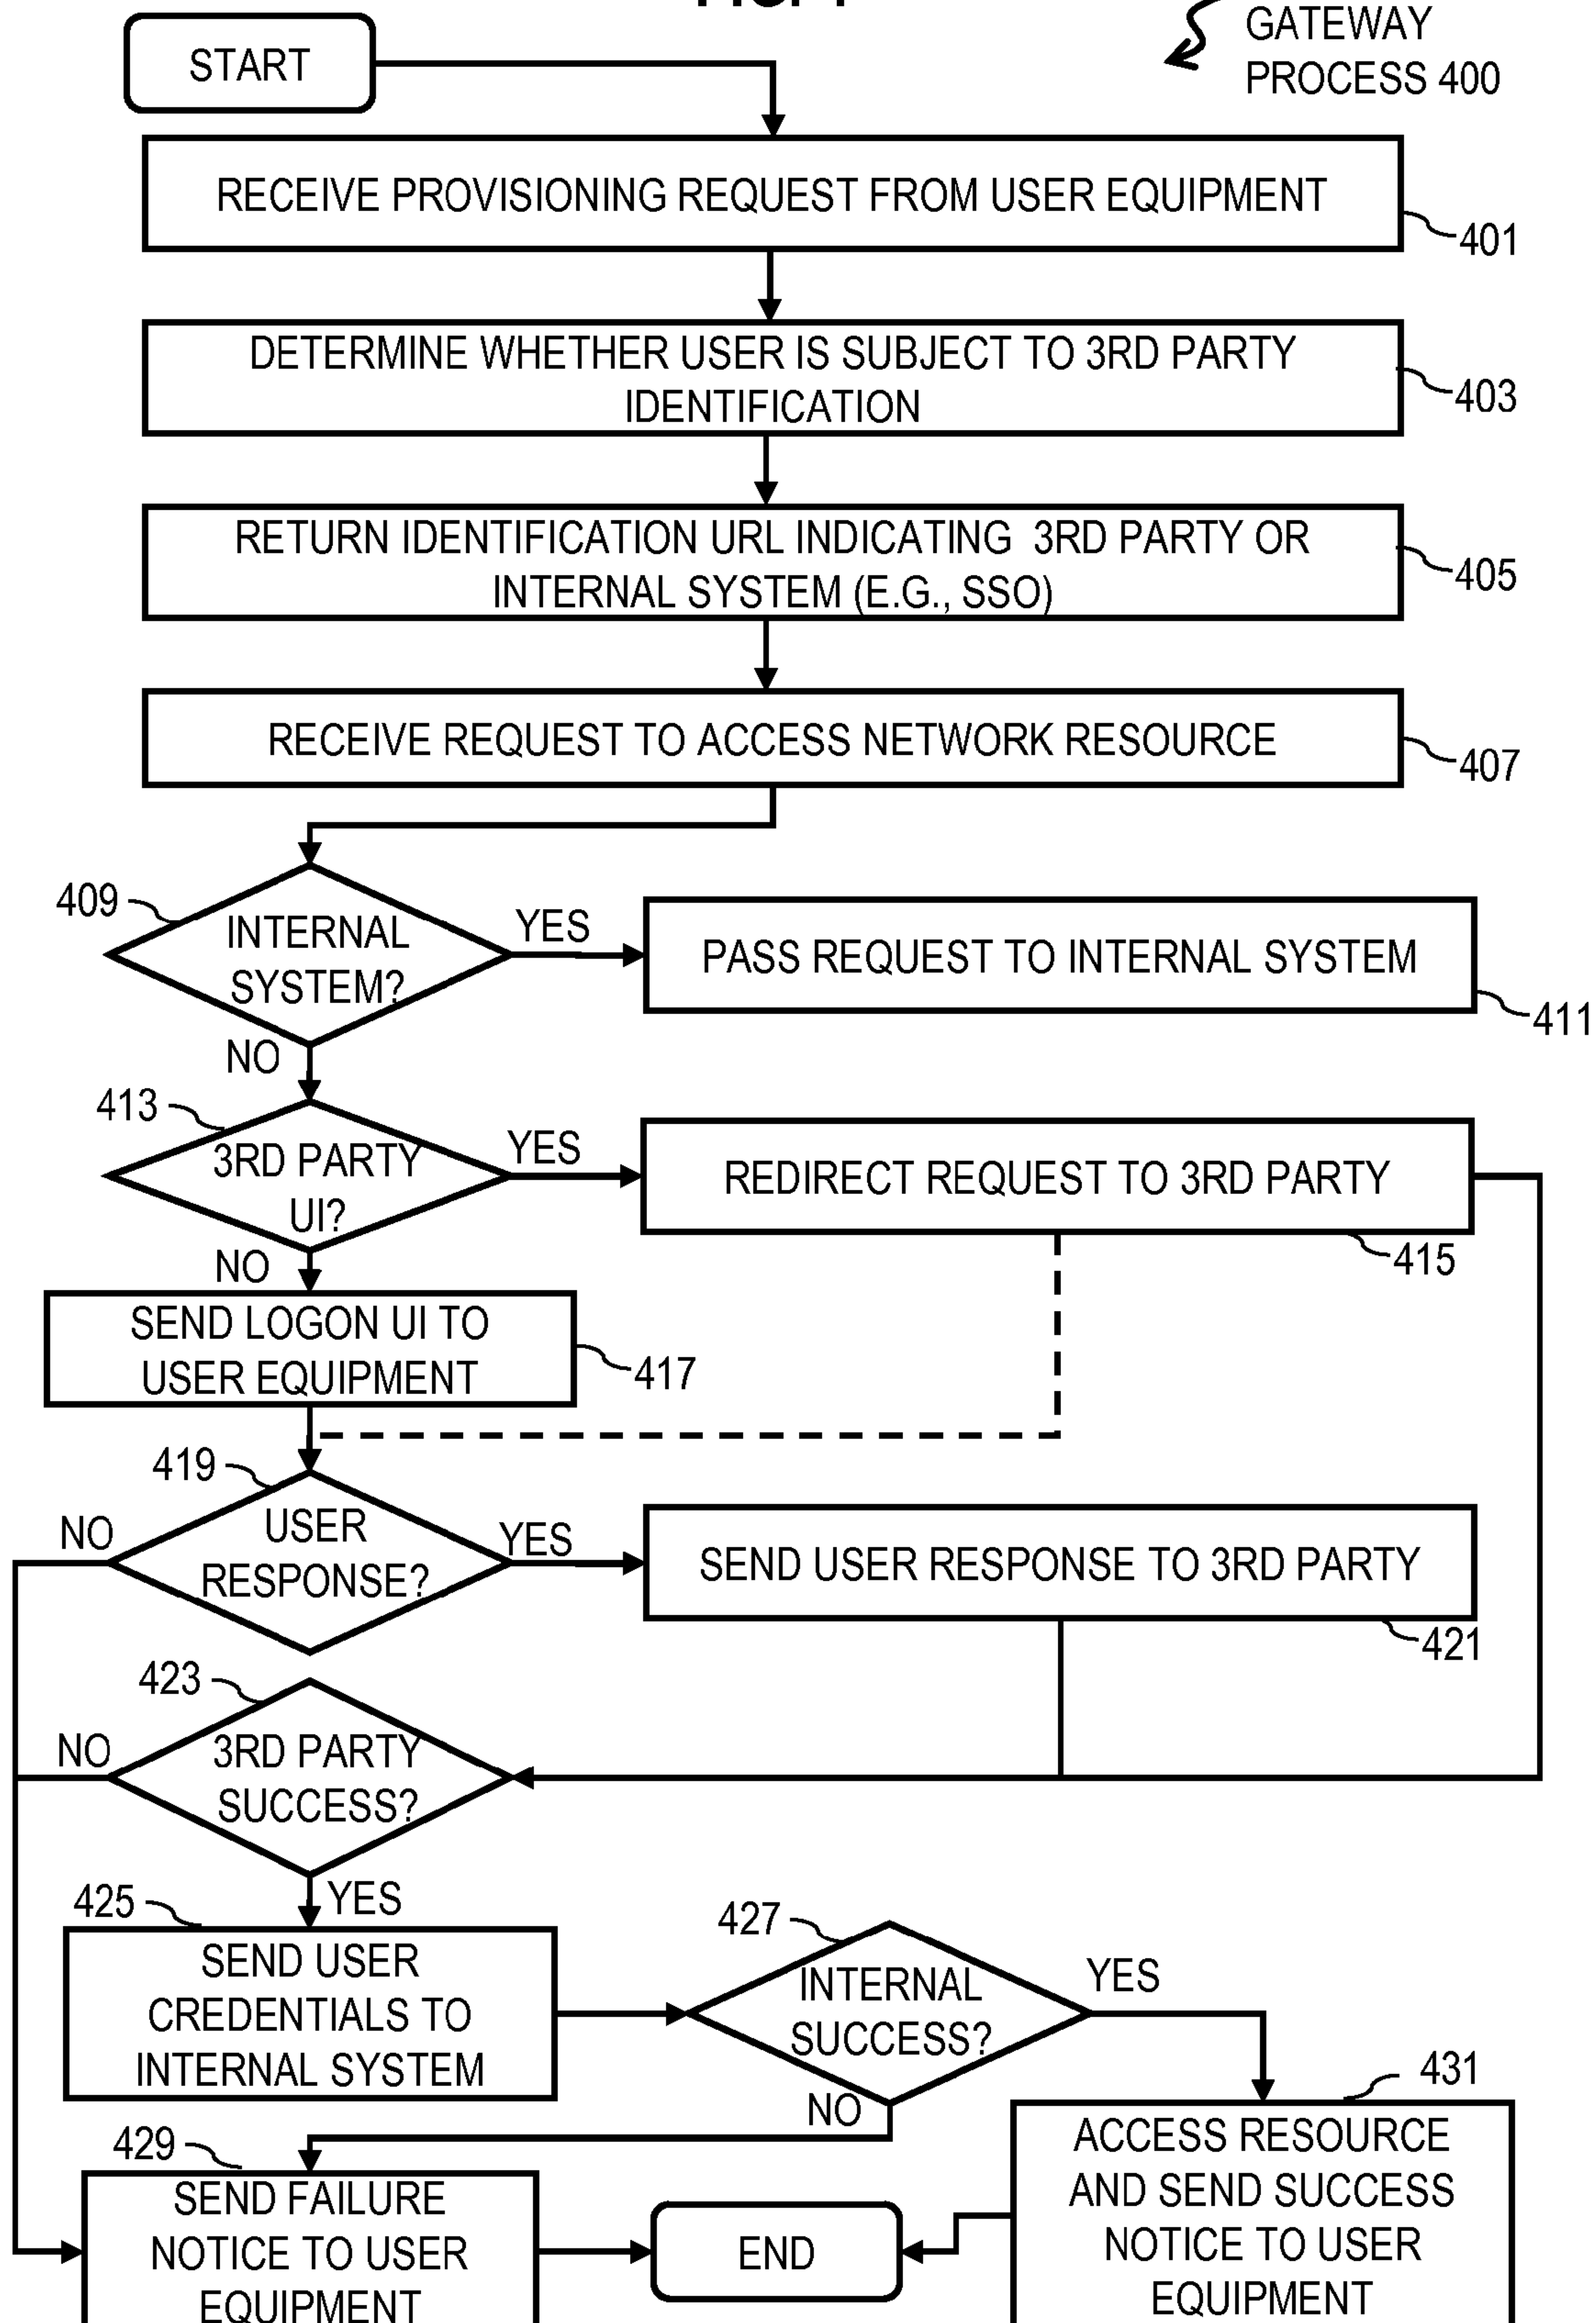 GATEWAY
PROCESS 400
START
RECEIVE PROVISIONING REQUEST FROM USER EQUIPMENT
401
DETERMINE WHETHER USER IS SUBJECT TO 3RD PARTY
IDENTIFICATION
403
RETURN IDENTIFICATION URL INDICATING 3RD PARTY OR
INTERNAL SYSTEM (E.G., SSO)
405
RECEIVE REQUEST TO ACCESS NETWORK RESOURCE
407
409
INTERNAL
SYSTEM?
YES
NO
PASS REQUEST TO INTERNAL SYSTEM
411
413
3RD PARTY
UI?
YES
NO
REDIRECT REQUEST TO 3RD PARTY
415
SEND LOGON UI TO
USER EQUIPMENT
417
419
USER
RESPONSE?
NO
YES
SEND USER RESPONSE TO 3RD PARTY
421
423
3RD PARTY
SUCCESS?
NO
YES
425
SEND USER
CREDENTIALS TO
INTERNAL SYSTEM
427
INTERNAL
SUCCESS?
YES
NO
431
ACCESS RESOURCE
AND SEND SUCCESS
NOTICE TO USER
EQUIPMENT
429
SEND FAILURE
NOTICE TO USER
EQUIPMENT
END